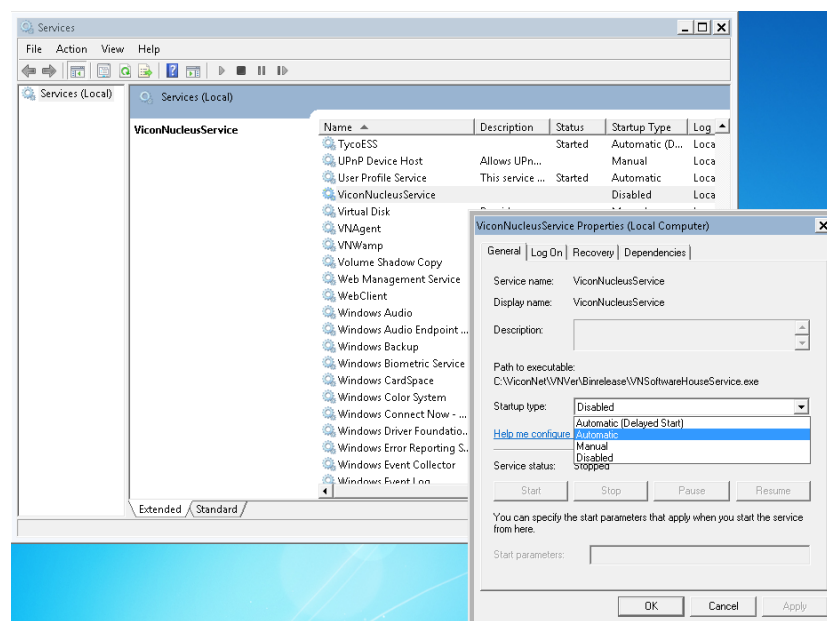 Services
File Action View Help
Services (Local)
Services (Local)
ViconNucleusService
Name Description Status Startup Type Log
TycoESS Started Automatic (D... Loca
UPnP Device Host Allows UPn... Manual Loca
User Profile Service This service ... Started Automatic Loca
ViconNucleusService Disabled Loca
Virtual Disk
VNAgent
VNWamp
Volume Shadow Copy
Web Management Service
WebClient
Windows Audio
Windows Audio Endpoint ...
Windows Backup
Windows Biometric Service
Windows CardSpace
Windows Color System
Windows Connect Now - ...
Windows Driver Foundatio...
Windows Error Reporting S...
Windows Event Collector
Windows Event Log
Extended Standard
ViconNucleusService Properties (Local Computer)
General Log On Recovery Dependencies
Service name: ViconNucleusService
Display name: ViconNucleusService
Description:
Path to executable:
C:\ViconNet\VNVer\Binrelease\VNSoftwareHouseService.exe
Startup type: Disabled
Automatic (Delayed Start)
Help me configure Automatic
Manual
Disabled
Service status: Stopped
Start Stop Pause Resume
You can specify the start parameters that apply when you start the service
from here.
Start parameters:
OK Cancel Apply